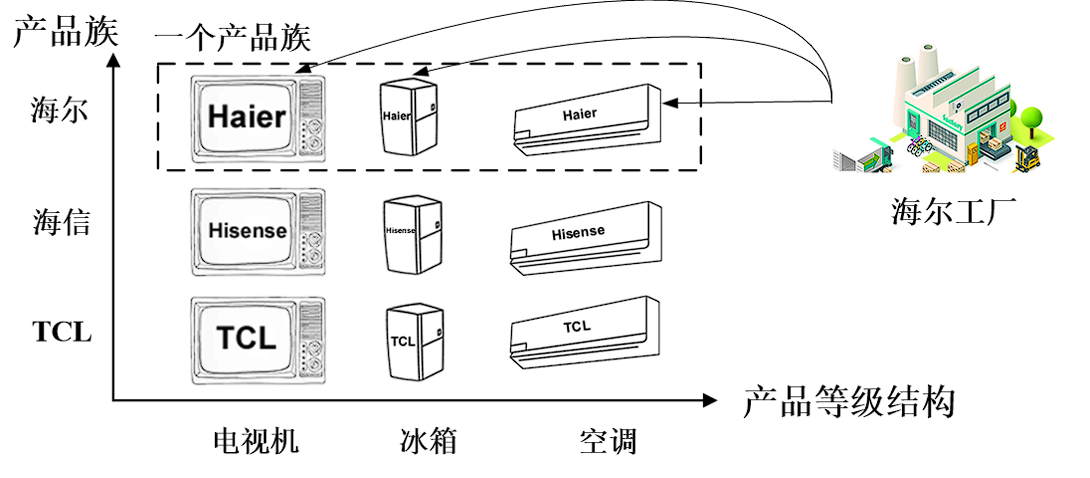 产品族
一个产品族
海尔
Haier
Haier
Haier
海尔工厂
海信
Hisense
Hisense
Hisense
TCL
TCL
TCL
TCL
产品等级结构
电视机
冰箱
空调